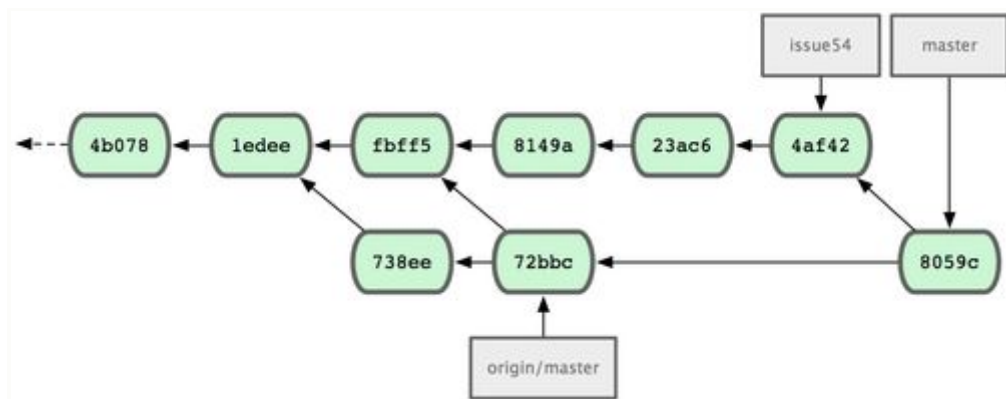 issue54 master
4b078 1edee fbff5 8149a 23ac6 4af42
738ee 72bbc 8059c
origin/master